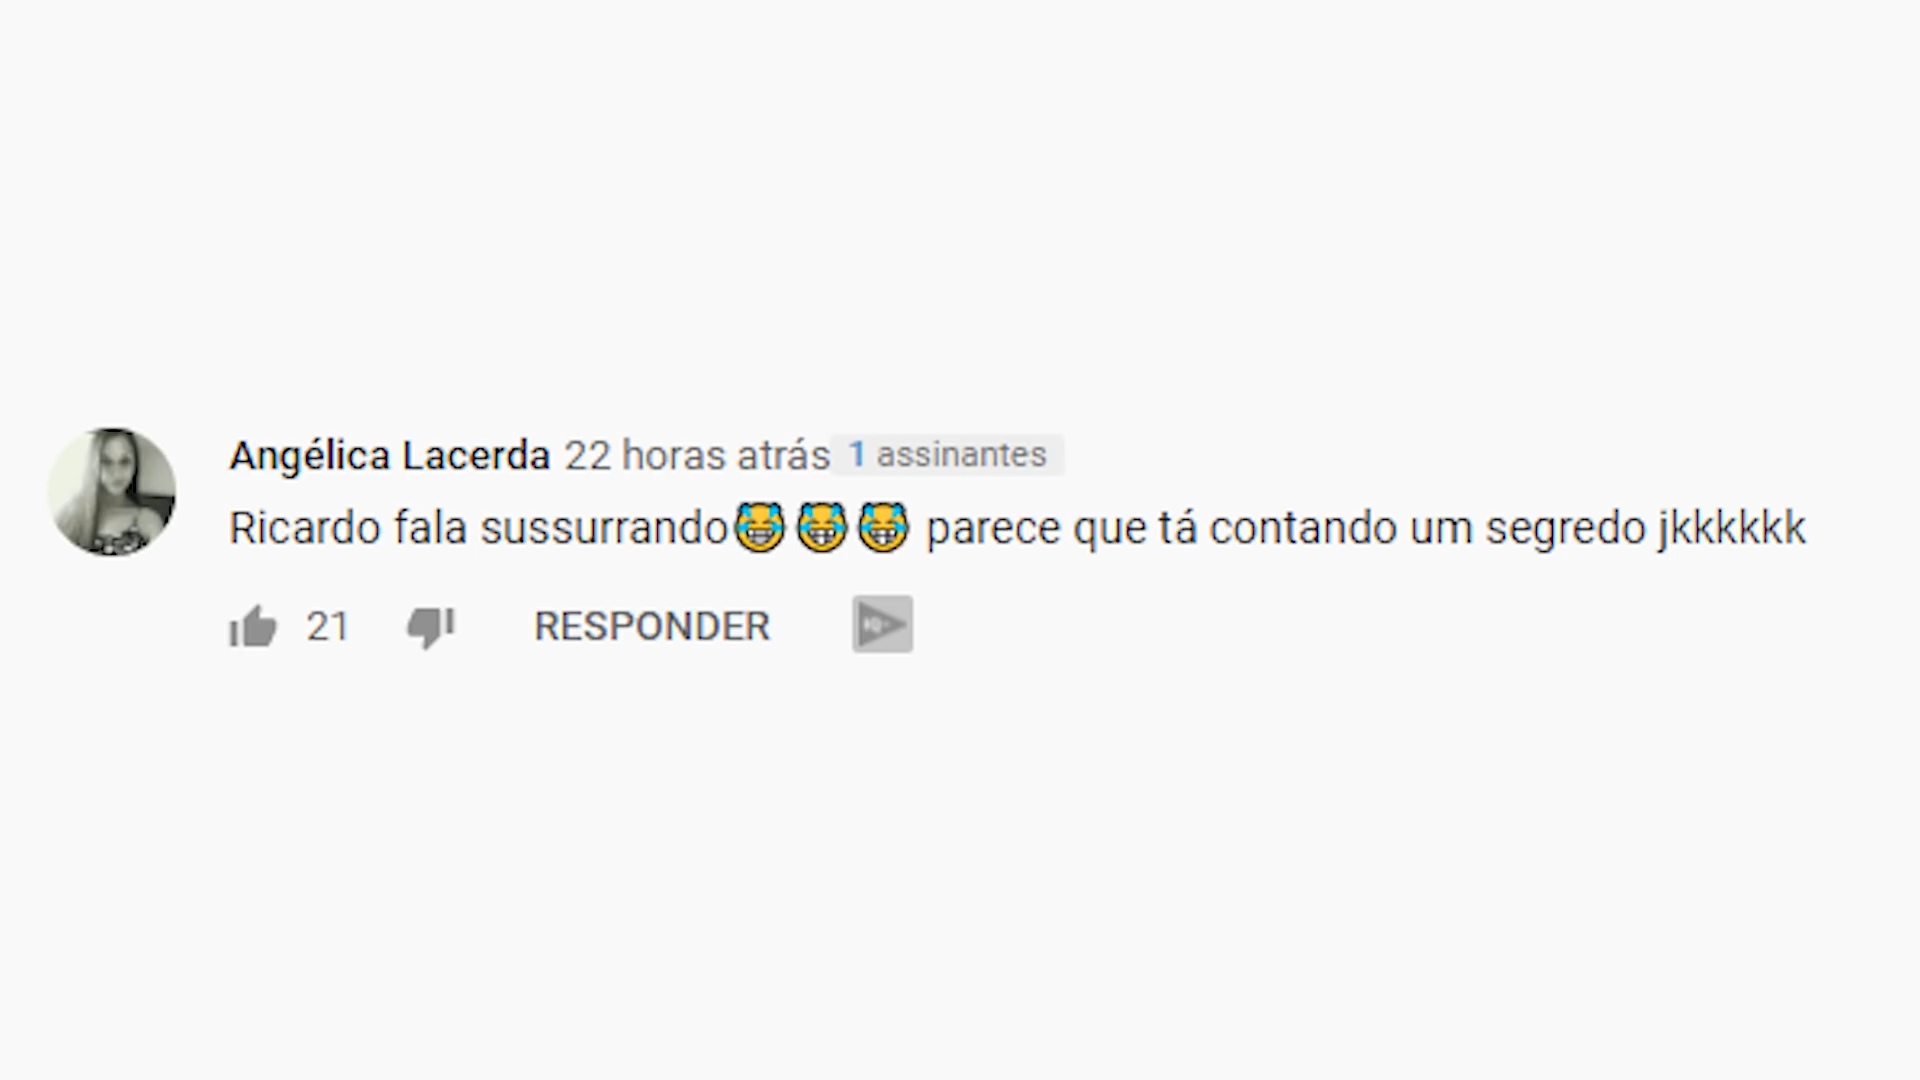 Angélica Lacerda 22 horas atrás 1 assinantes
Ricardo fala sussurrando😹😹😹 parece que tá contando um segredo jkkkkkk
21 RESPONDER